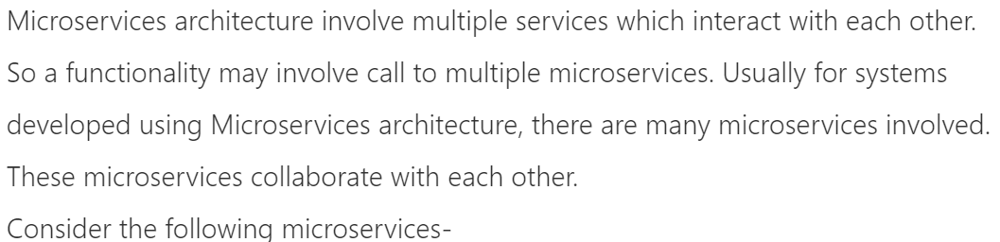 Microservices architecture involve multiple services which interact with each other.
So a functionality may involve call to multiple microservices. Usually for systems
developed using Microservices architecture, there are many microservices involved.
These microservices collaborate with each other.
Consider the following microservices-